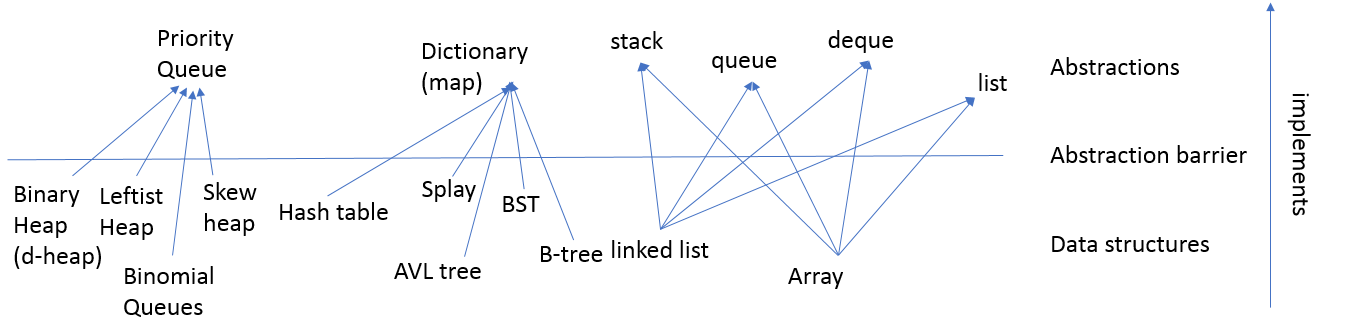 Priority
Queue
Dictionary
(map)
stack
queue
deque
list
Abstractions
implements
Abstraction barrier
Binary
Heap
(d-heap)
Leftist
Heap
Skew
heap
Binomial
Queues
Hash table
Splay
BST
AVL tree
B-tree
linked list
Array
Data structures